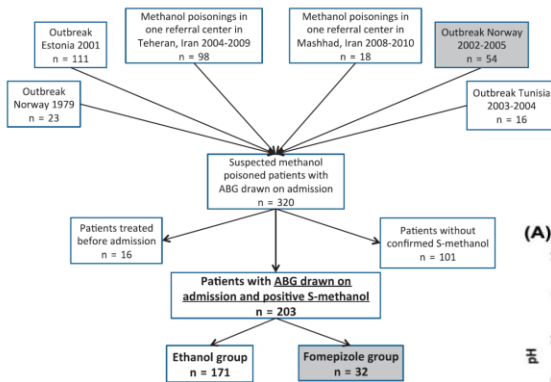 Outbreak
Estonia 2001
n = 111
Methanol poisonings in
one referral center in
Teheran, Iran 2004-2009
n = 98
Methanol poisonings in
one referral center in
Mashhad, Iran 2008-2010
n = 18
Outbreak Norway
2002-2005
n = 54
Outbreak
Norway 1979
n = 23
Outbreak Tunisia
2003-2004
n = 16
Suspected methanol
poisoned patients with
ABG drawn on admission
n = 320
Patients treated
before admission
n = 16
Patients without
confirmed S-methanol
n = 101
Patients with ABG drawn on
admission and positive S-methanol
n = 203
Ethanol group
n = 171
Fomepizole group
n = 32
(A)
pH